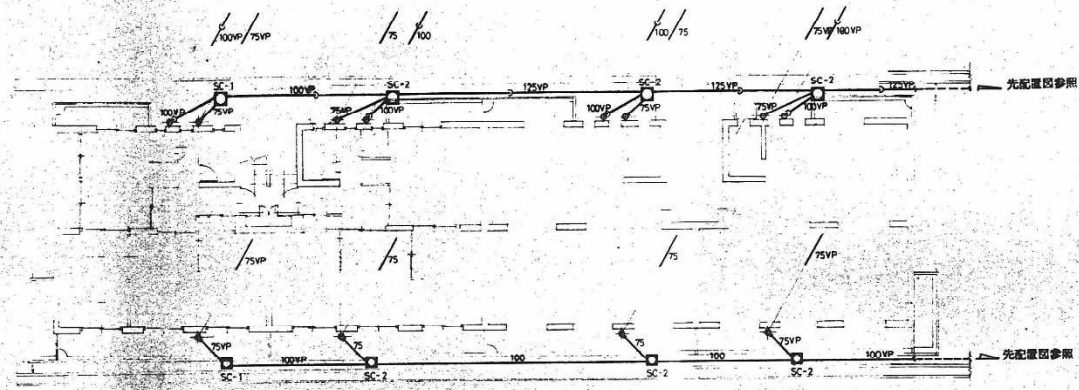 100VP 75VP 75 100 100 75 75VP 100VP
SC-1 SC-2 SC-2 SC-2
100VP 125VP 125VP 125VP 先配置図参照
100VP 75VP 75VP 100VP 100VP 75VP 75VP 100VP
75VP 75 75 75VP
75VP 75 75 75VP
100VP 100 100 100VP 先配置図参照
SC-1 SC-2 SC-2 SC-2